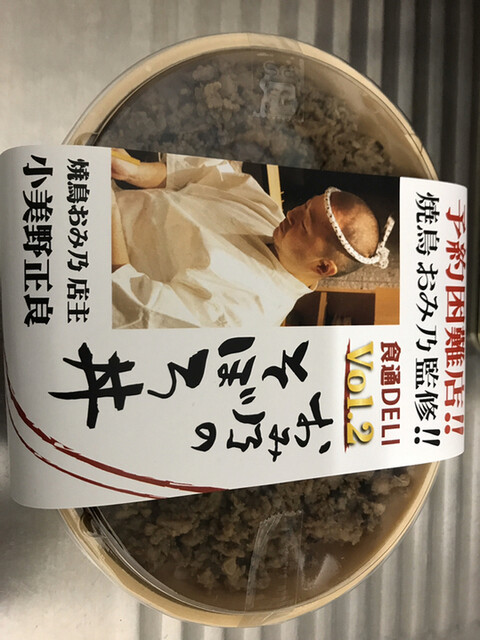 予約困難店!!
焼鳥 おみ乃 監修!!
食通DELI
Vol.2
おみ乃の
そぼろ
丼
焼鳥おみ乃 店主
小美野正良